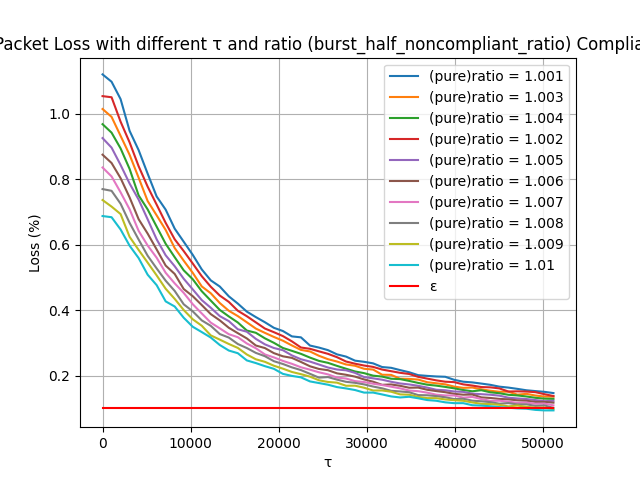 Packet Loss with different τ and ratio (burst_half_noncompliant_ratio) Complia
(pure)ratio = 1.001
(pure)ratio = 1.003
(pure)ratio = 1.004
(pure)ratio = 1.002
(pure)ratio = 1.005
(pure)ratio = 1.006
(pure)ratio = 1.007
(pure)ratio = 1.008
(pure)ratio = 1.009
(pure)ratio = 1.01
ε
Loss (%)
1.0
0.8
0.6
0.4
0.2
0 10000 20000 30000 40000 50000
τ